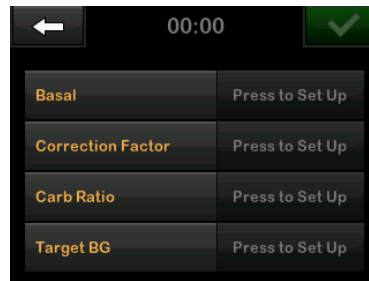 00:00
Basal Press to Set Up
Correction Factor Press to Set Up
Carb Ratio Press to Set Up
Target BG Press to Set Up